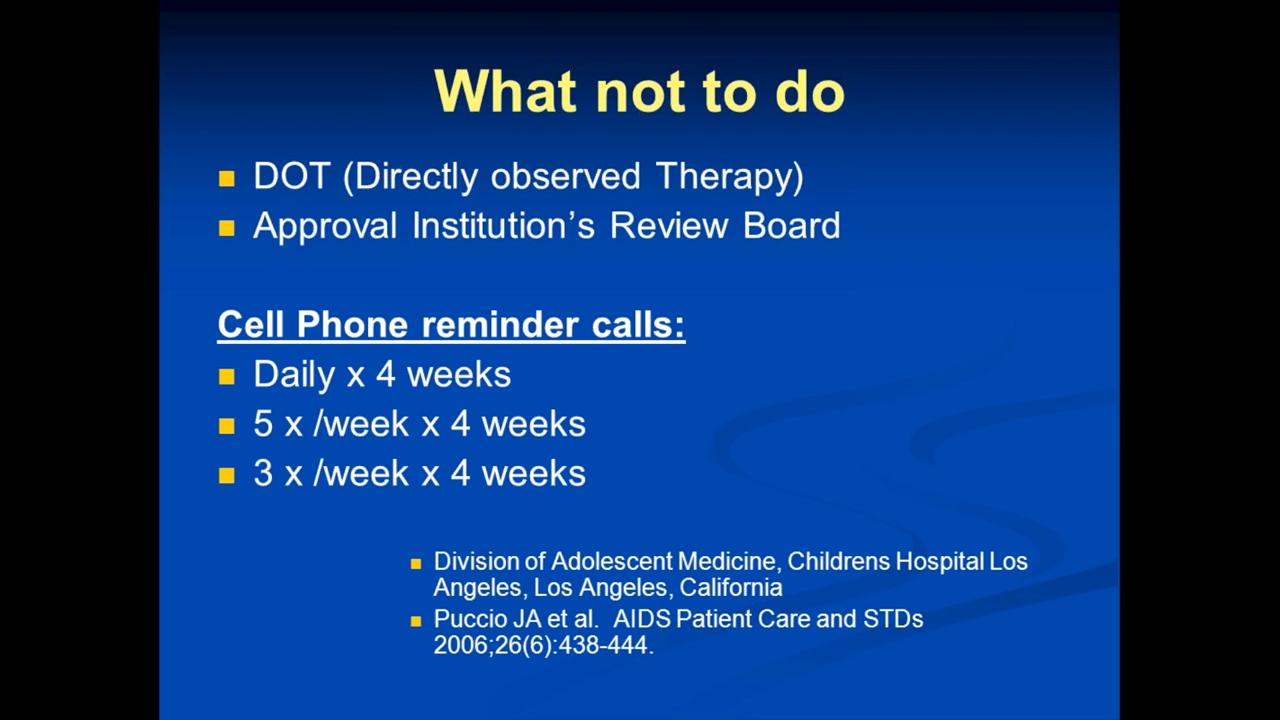 What not to do
DOT (Directly observed Therapy)
Approval Institution's Review Board
Cell Phone reminder calls:
Daily x 4 weeks
5 x /week x 4 weeks
3 x /week x 4 weeks
Division of Adolescent Medicine, Childrens Hospital Los
Angeles, Los Angeles, California
Puccio JA et al.  AIDS Patient Care and STDs
2006;26(6):438-444.